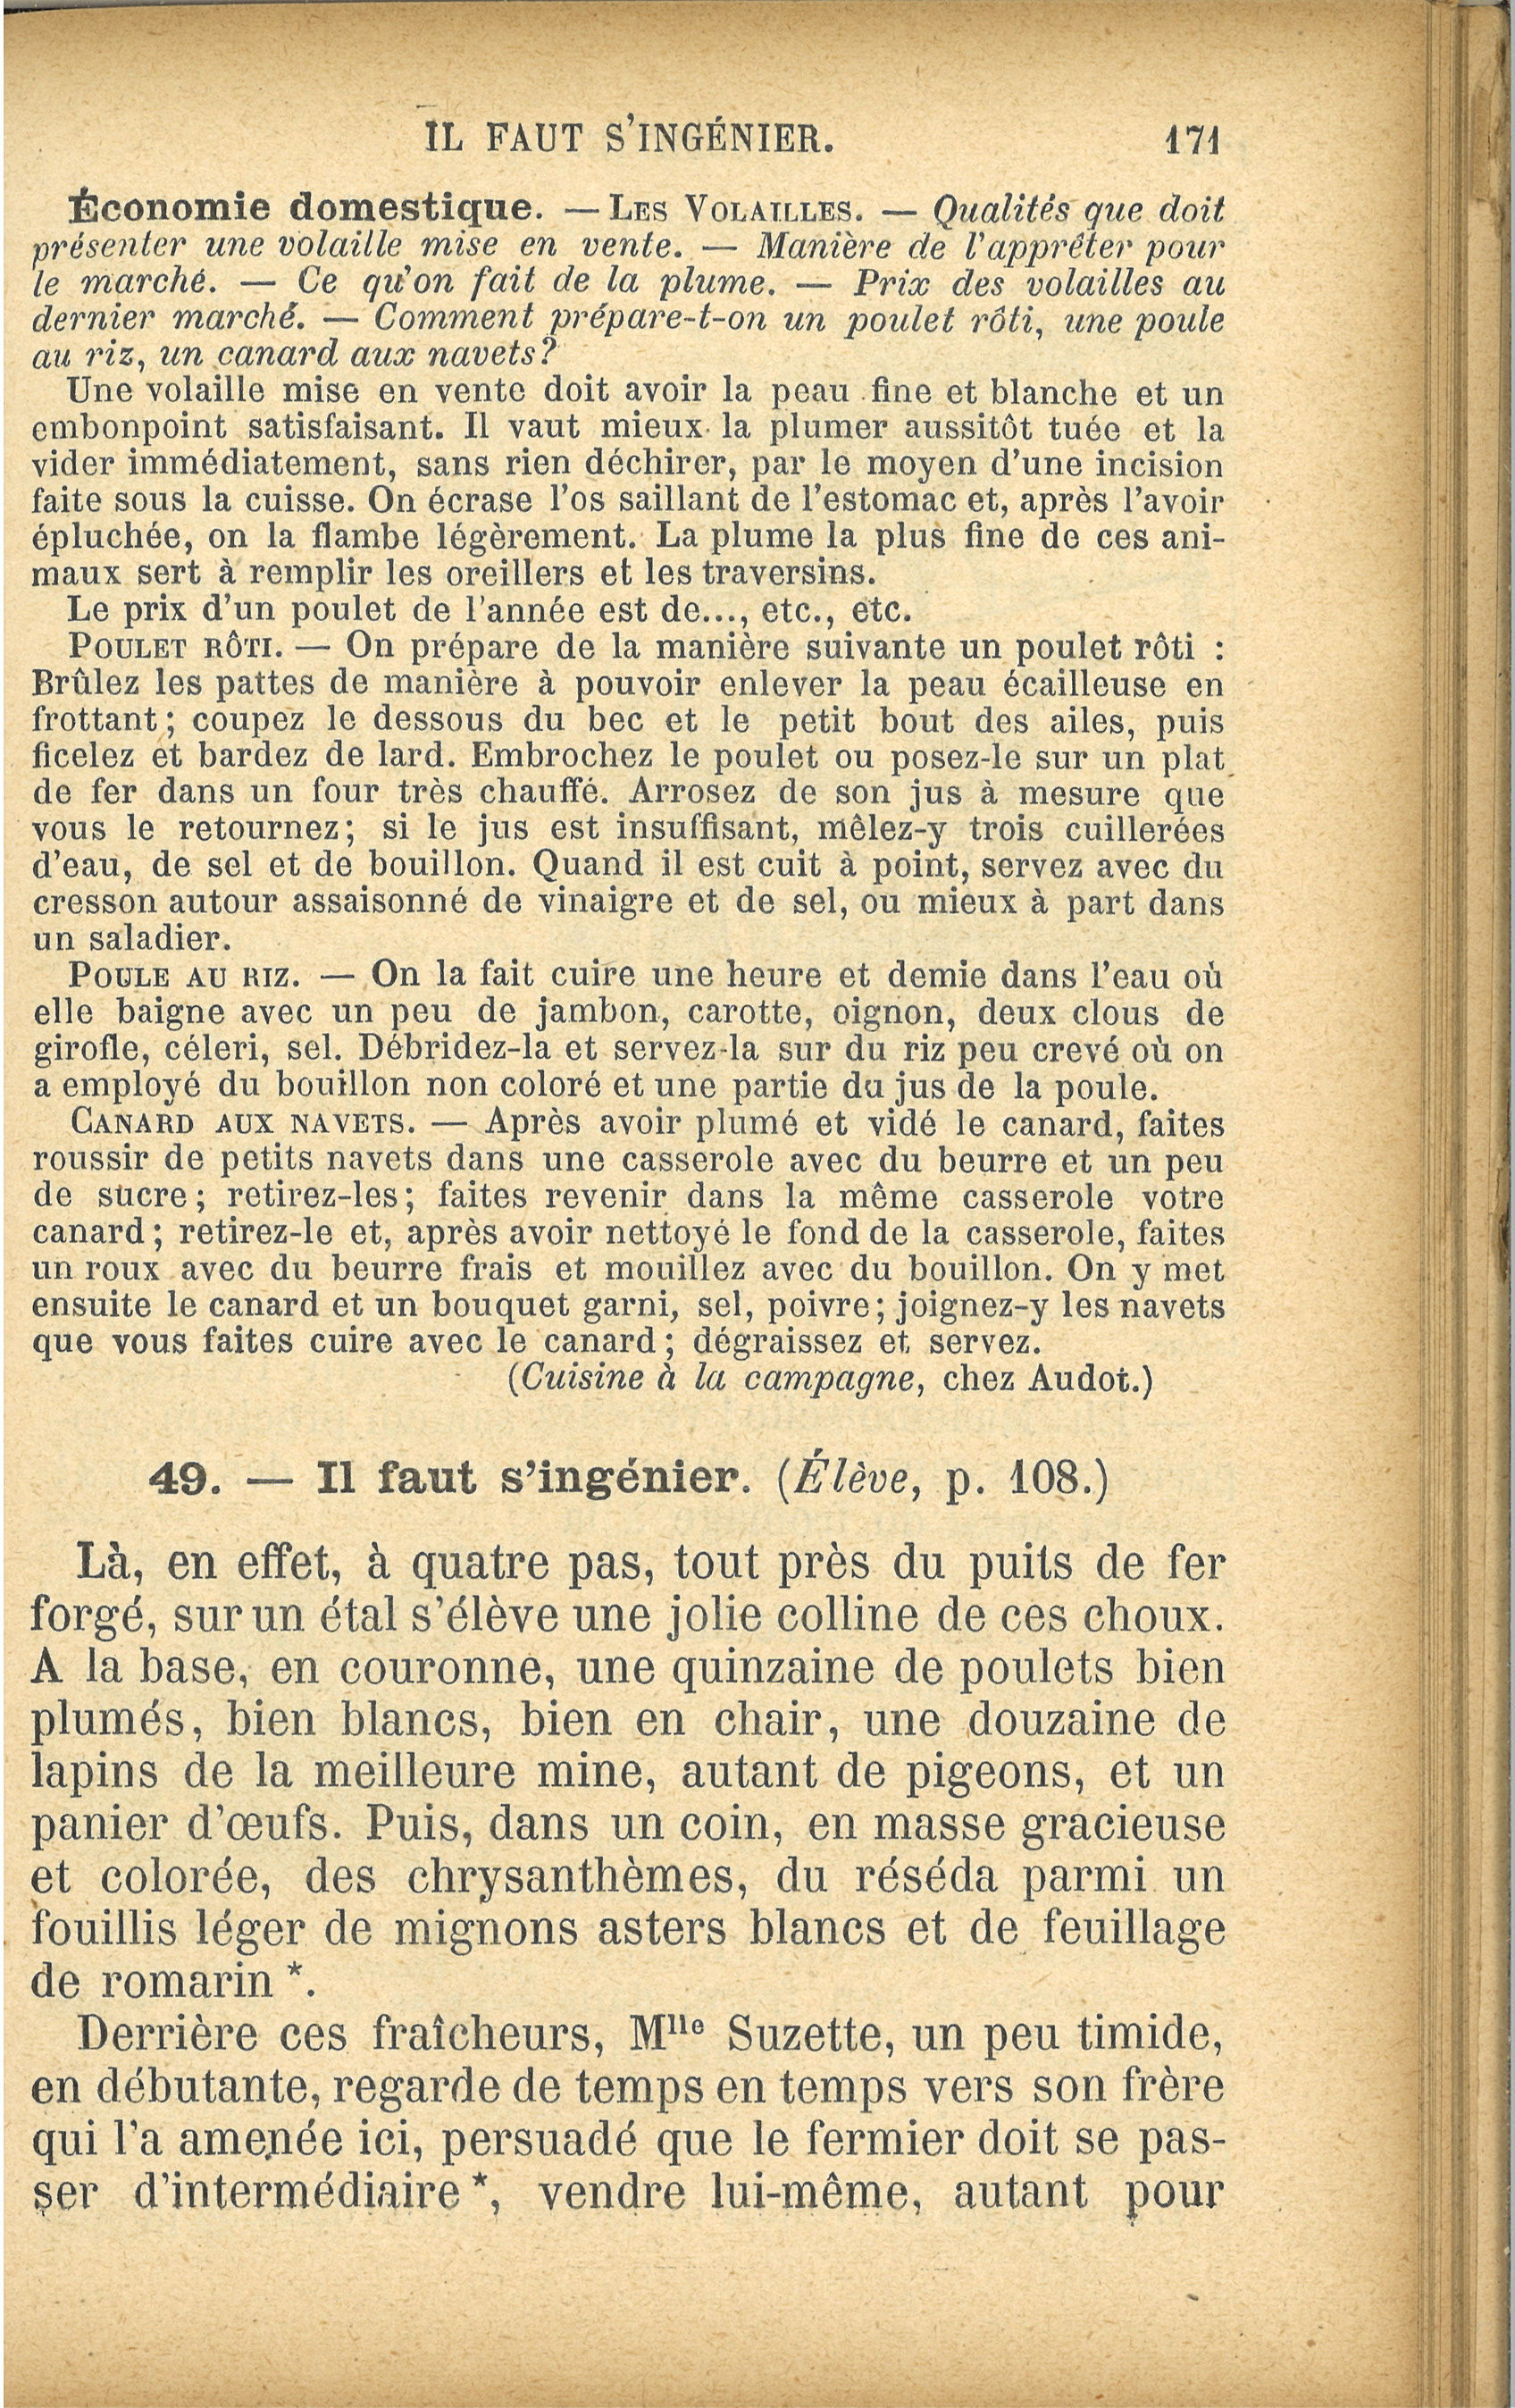 IL FAUT S'INGÉNIER. 171
Économie domestique. — LES VOLAILLES. — Qualités que doit
présenter une volaille mise en vente. — Manière de l'apprêter pour
le marché. — Ce qu'on fait de la plume. — Prix des volailles au
dernier marché. — Comment prépare-t-on un poulet rôti, une poule
au riz, un canard aux navets?
Une volaille mise en vente doit avoir la peau fine et blanche et un
embonpoint satisfaisant. Il vaut mieux la plumer aussitôt tuée et la
vider immédiatement, sans rien déchirer, par le moyen d'une incision
faite sous la cuisse. On écrase l'os saillant de l'estomac et, après l'avoir
épluchée, on la flambe légèrement. La plume la plus fine de ces ani-
maux sert à remplir les oreillers et les traversins.
Le prix d'un poulet de l'année est de..., etc., etc.
POULET RÔTI. — On prépare de la manière suivante un poulet rôti :
Brûlez les pattes de manière à pouvoir enlever la peau écailleuse en
frottant; coupez le dessous du bec et le petit bout des ailes, puis
ficelez et bardez de lard. Embrochez le poulet ou posez-le sur un plat
de fer dans un four très chauffé. Arrosez de son jus à mesure que
vous le retournez; si le jus est insuffisant, mêlez-y trois cuillerées
d'eau, de sel et de bouillon. Quand il est cuit à point, servez avec du
cresson autour assaisonné de vinaigre et de sel, ou mieux à part dans
un saladier.
POULE AU RIZ. — On la fait cuire une heure et demie dans l'eau où
elle baigne avec un peu de jambon, carotte, oignon, deux clous de
girofle, céleri, sel. Débridez-la et servez-la sur du riz peu crevé où on
a employé du bouillon non coloré et une partie du jus de la poule.
CANARD AUX NAVETS. — Après avoir plumé et vidé le canard, faites
roussir de petits navets dans une casserole avec du beurre et un peu
de sucre; retirez-les; faites revenir dans la même casserole votre
canard; retirez-le et, après avoir nettoyé le fond de la casserole, faites
un roux avec du beurre frais et mouillez avec du bouillon. On y met
ensuite le canard et un bouquet garni, sel, poivre; joignez-y les navets
que vous faites cuire avec le canard; dégraissez et servez.
(Cuisine à la campagne, chez Audot.)
49. — Il faut s'ingénier. (Élève, p. 108.)
Là, en effet, à quatre pas, tout près du puits de fer
forgé, sur un étal s'élève une jolie colline de ces choux.
A la base, en couronne, une quinzaine de poulets bien
plumés, bien blancs, bien en chair, une douzaine de
lapins de la meilleure mine, autant de pigeons, et un
panier d'œufs. Puis, dans un coin, en masse gracieuse
et colorée, des chrysanthèmes, du réséda parmi un
fouillis léger de mignons asters blancs et de feuillage
de romarin *.
Derrière ces fraîcheurs, Mlle Suzette, un peu timide,
en débutante, regarde de temps en temps vers son frère
qui l'a amenée ici, persuadé que le fermier doit se pas-
ser d'intermédiaire *, vendre lui-même, autant pour